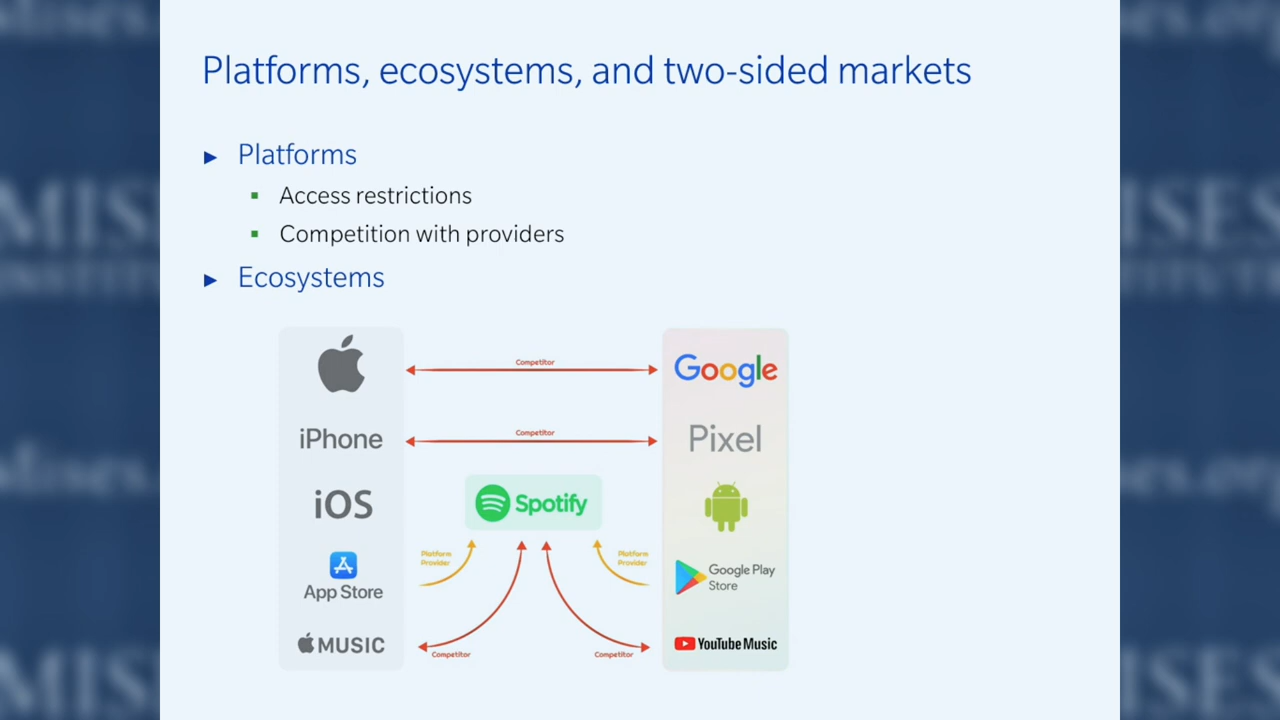 Platforms, ecosystems, and two-sided markets
► Platforms
▪ Access restrictions
▪ Competition with providers
► Ecosystems
Competitor
Google
iPhone
Competitor
Pixel
iOS
Spotify
Platform
Provider
Platform
Provider
App Store
Google Play
Store
MUSIC
Competitor
Competitor
YouTube Music